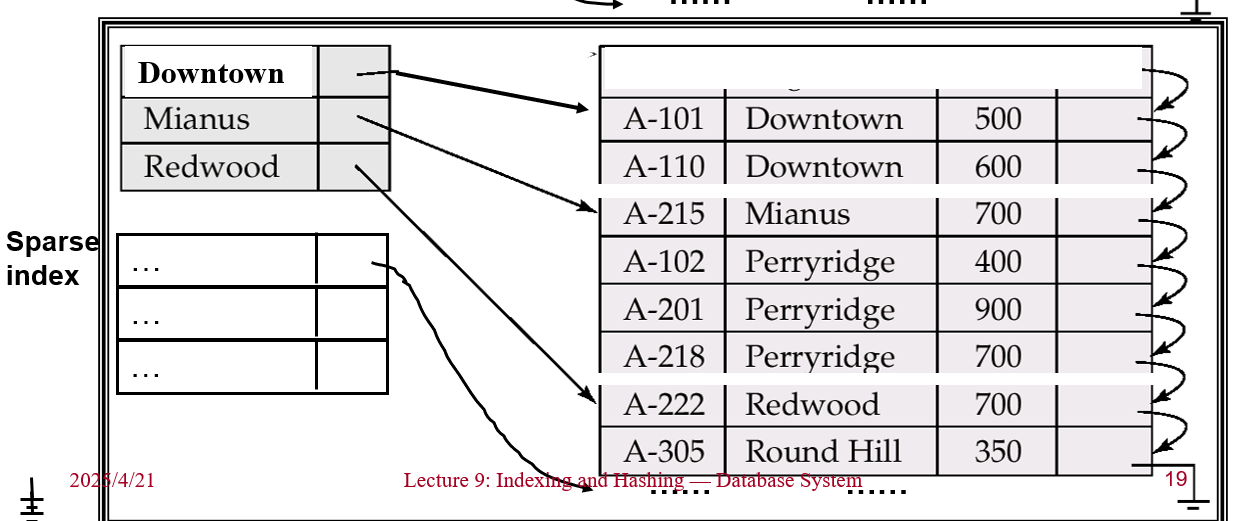 ...... ......
Downtown
A-101 Downtown 500
Mianus
A-110 Downtown 600
Redwood
A-215 Mianus 700
Sparse
index
...
A-102 Perryridge 400
...
A-201 Perryridge 900
...
A-218 Perryridge 700
A-222 Redwood 700
A-305 Round Hill 350
2025/4/21 Lecture 9: Indexing and Hashing — Database System 19
...... ......